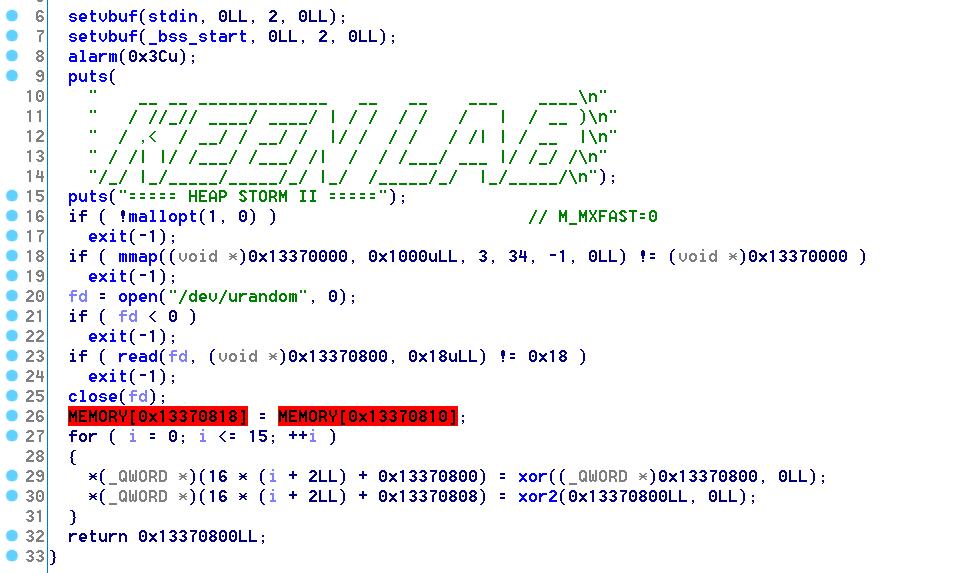 6 setvbuf(stdin, 0LL, 2, 0LL);
7 setvbuf(_bss_start, 0LL, 2, 0LL);
8 alarm(0x3Cu);
9 puts(
10 "    __ __ _____________   __   __    ___    ____\n"
11 "   / //_// ____/ ____/ | / /  / /   /   |  / __ )\n"
12 "  / ,<  / __/ / __/ /  |/ /  / /   / /| | / __  |\n"
13 " / /| |/ /___/ /___/ /|  /  / /___/ ___ |/ /_/ /\n"
14 "/_/ |_/_____/_____/_/ |_/  /_____/_/  |_/_____/\n");
15 puts("===== HEAP STORM II =====");
16 if ( !mallopt(1, 0) ) // M_MXFAST=0
17 exit(-1);
18 if ( mmap((void *)0x13370000, 0x1000uLL, 3, 34, -1, 0LL) != (void *)0x13370000 )
19 exit(-1);
20 fd = open("/dev/urandom", 0);
21 if ( fd < 0 )
22 exit(-1);
23 if ( read(fd, (void *)0x13370800, 0x18uLL) != 0x18 )
24 exit(-1);
25 close(fd);
26 MEMORY[0x13370818] = MEMORY[0x13370810];
27 for ( i = 0; i <= 15; ++i )
28 {
29 *(_QWORD *)(16 * (i + 2LL) + 0x13370800) = xor((_QWORD *)0x13370800, 0LL);
30 *(_QWORD *)(16 * (i + 2LL) + 0x13370808) = xor2(0x13370800LL, 0LL);
31 }
32 return 0x13370800LL;
33 }